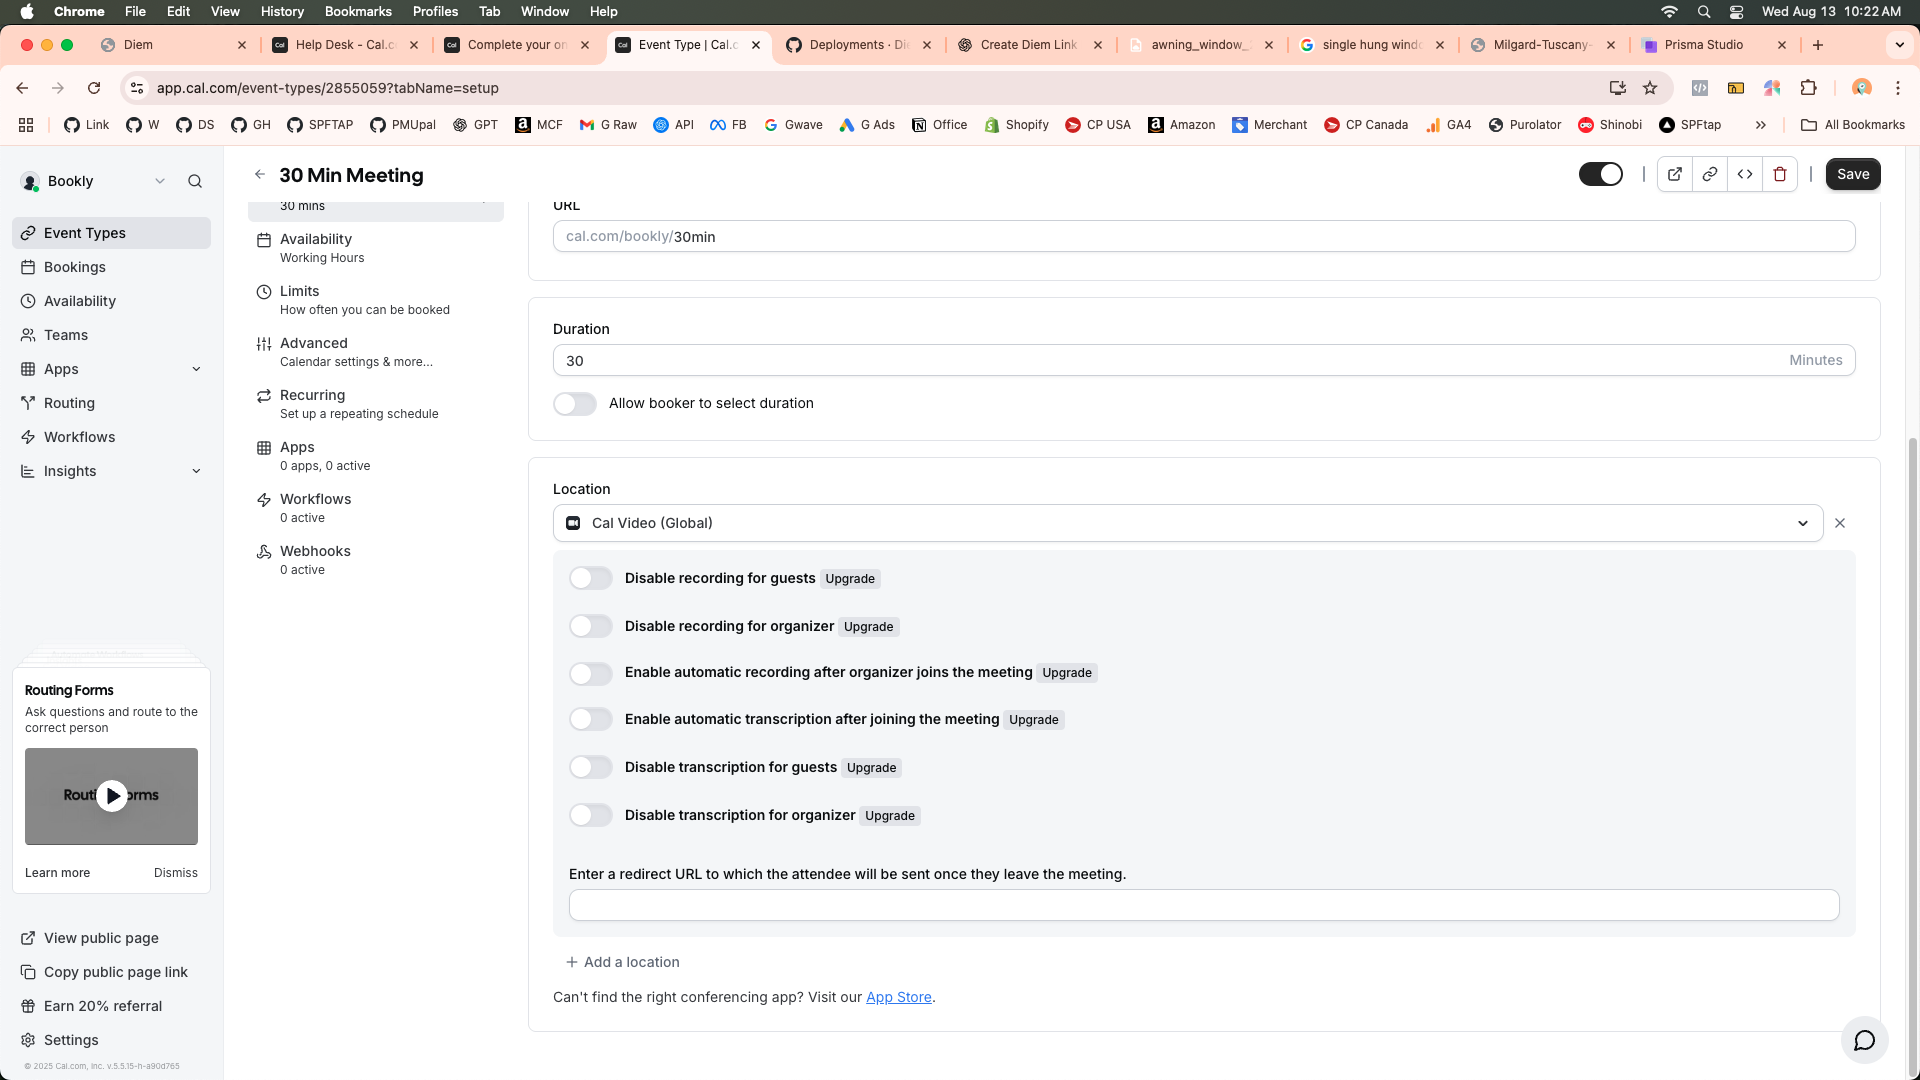 Chrome File Edit View History Bookmarks Profiles Tab Window Help Wed Aug 13 10:22 AM
Diem Help Desk - Cal.c Complete your on Event Type | Cal.c Deployments · Di Create Diem Link awning_window_ single hung windo Milgard-Tuscany- Prisma Studio
app.cal.com/event-types/2855059?tabName=setup
Link W DS GH SPFTAP PMUpal GPT MCF G Raw API FB Gwave G Ads Office Shopify CP USA Amazon Merchant CP Canada GA4 Purolator Shinobi SPFtap All Bookmarks
Bookly
Event Types
Bookings
Availability
Teams
Apps
Routing
Workflows
Insights
Routing Forms
Ask questions and route to the
correct person
Learn more Dismiss
View public page
Copy public page link
Earn 20% referral
Settings
© 2025 Cal.com, Inc. v.5.5.15-h-a90d765
30 Min Meeting
Save
30 mins
Availability
Working Hours
Limits
How often you can be booked
Advanced
Calendar settings & more...
Recurring
Set up a repeating schedule
Apps
0 apps, 0 active
Workflows
0 active
Webhooks
0 active
URL
cal.com/bookly/30min
Duration
30 Minutes
Allow booker to select duration
Location
Cal Video (Global)
Disable recording for guests Upgrade
Disable recording for organizer Upgrade
Enable automatic recording after organizer joins the meeting Upgrade
Enable automatic transcription after joining the meeting Upgrade
Disable transcription for guests Upgrade
Disable transcription for organizer Upgrade
Enter a redirect URL to which the attendee will be sent once they leave the meeting.
+ Add a location
Can't find the right conferencing app? Visit our App Store.